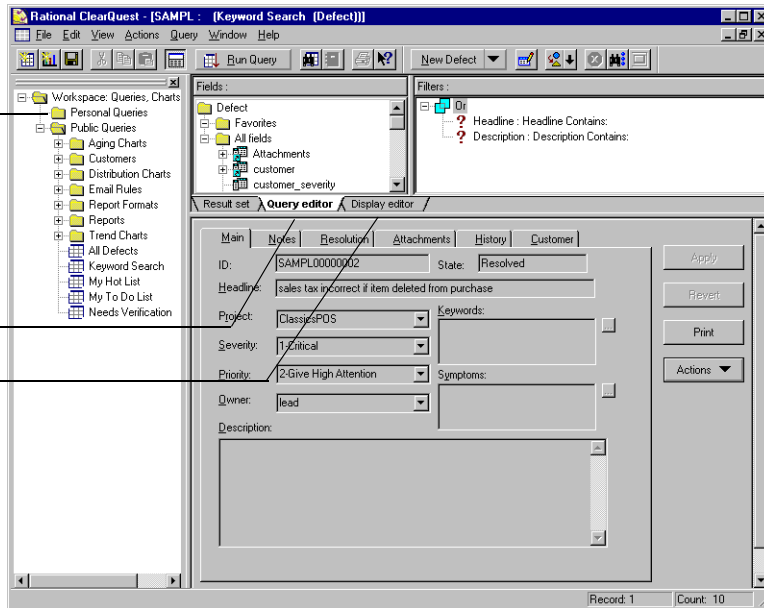 Rational ClearQuest - [SAMPL : (Keyword Search (Defect))]
File Edit View Actions Query Window Help
Run Query New Defect
Workspace: Queries, Charts
Personal Queries
Public Queries
Aging Charts
Customers
Distribution Charts
Email Rules
Report Formats
Reports
Trend Charts
All Defects
Keyword Search
My Hot List
My To Do List
Needs Verification
Fields :
Defect
Favorites
All fields
Attachments
customer
customer_severity
Filters :
Or
Headline : Headline Contains:
Description : Description Contains:
Result set Query editor Display editor
Main Notes Resolution Attachments History Customer
ID: SAMPL00000002 State: Resolved
Headline: sales tax incorrect if item deleted from purchase
Project: ClassicsPOS Keywords:
Severity: 1-Critical
Priority: 2-Give High Attention Symptoms:
Owner: lead
Description:
Apply
Revert
Print
Actions
Record: 1 Count: 10